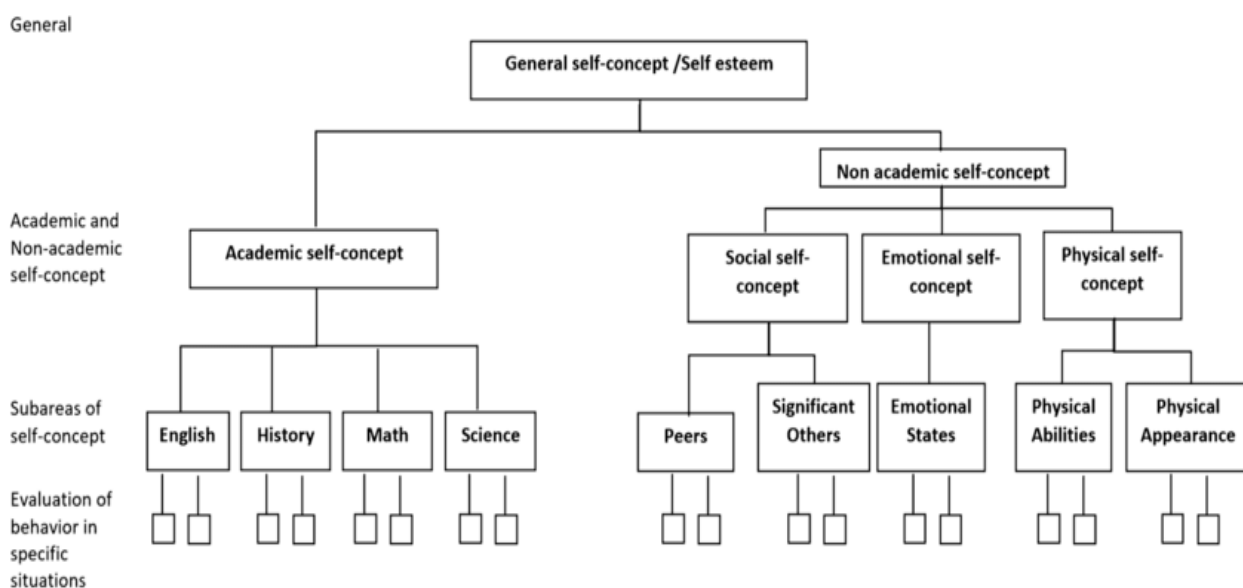 General
General self-concept /Self esteem
Non academic self-concept
Academic and
Non-academic
self-concept
Academic self-concept
Social self-
concept
Emotional self-
concept
Physical self-
concept
Subareas of
self-concept
English
History
Math
Science
Peers
Significant
Others
Emotional
States
Physical
Abilities
Physical
Appearance
Evaluation of
behavior in
specific
situations